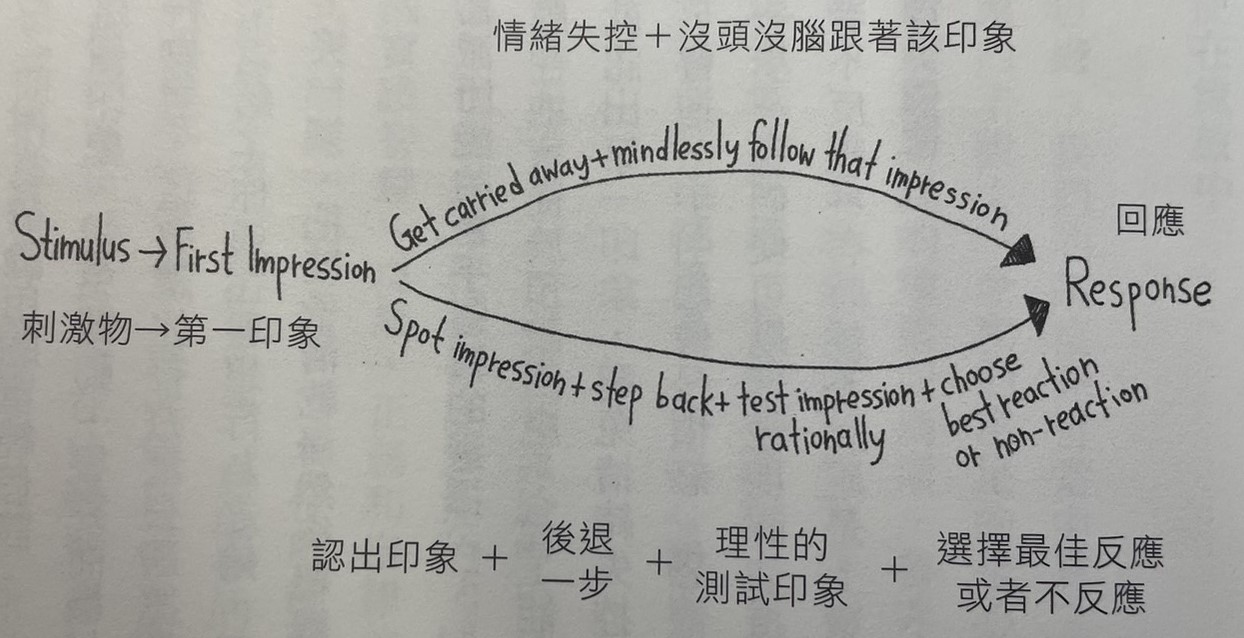 情緒失控＋沒頭沒腦跟著該印象
Get carried away+mindlessly follow that impression
Stimulus→First Impression
刺激物→第一印象
回應
Response
Spot impression+step back+test impression+choose
rationally
best reaction
or non-reaction
認出印象 ＋ 後退 ＋ 理性的 ＋ 選擇最佳反應
一步 測試印象 或者不反應